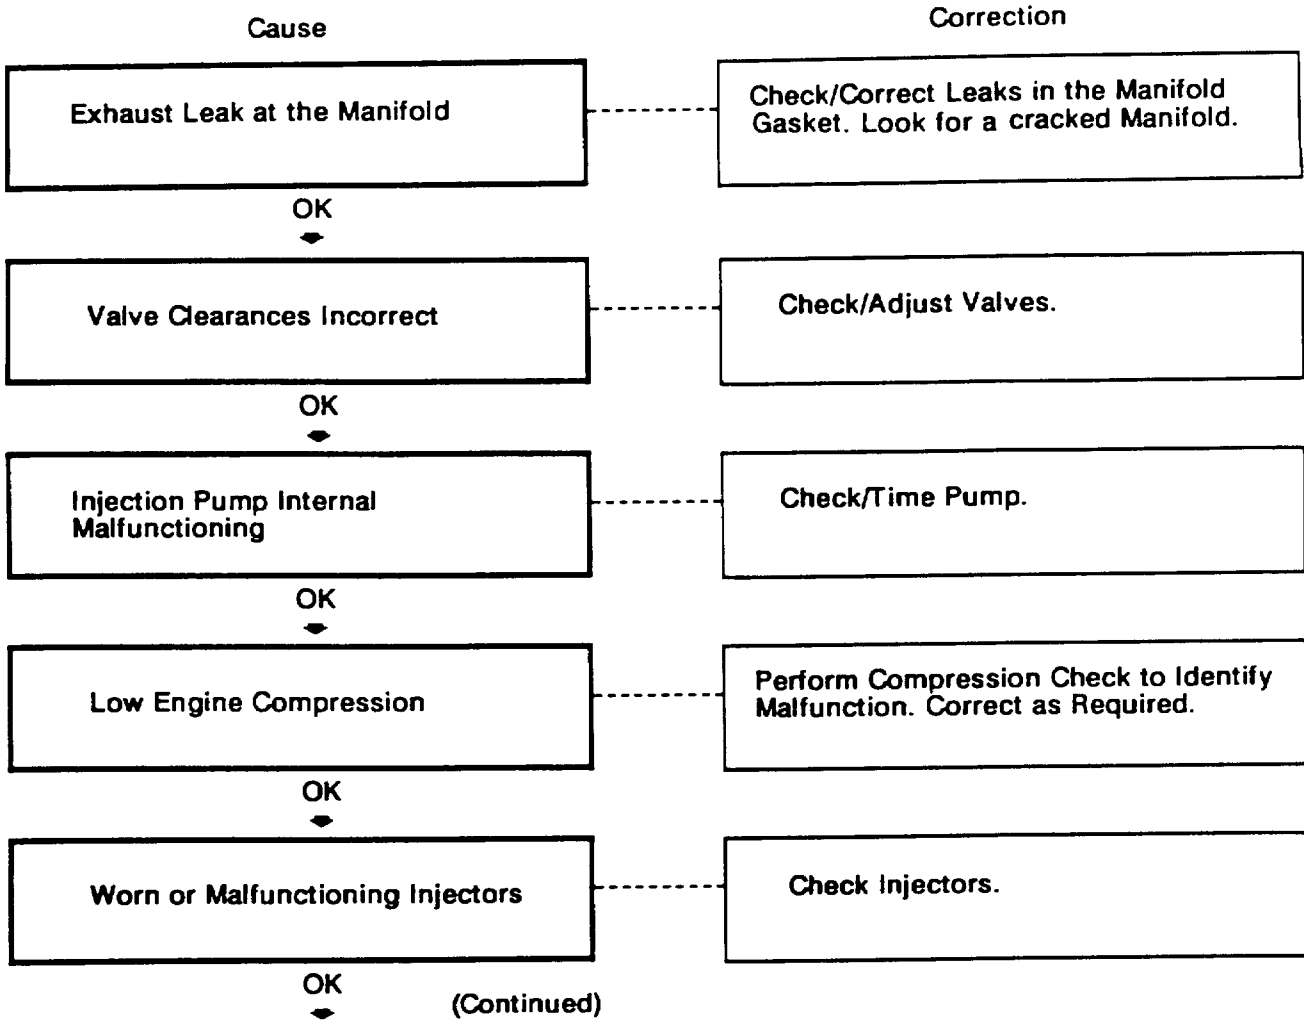 Cause
Correction
Exhaust Leak at the Manifold
Check/Correct Leaks in the Manifold
Gasket. Look for a cracked Manifold.
OK
Valve Clearances Incorrect
Check/Adjust Valves.
OK
Injection Pump Internal
Malfunctioning
Check/Time Pump.
OK
Low Engine Compression
Perform Compression Check to Identify
Malfunction. Correct as Required.
OK
Worn or Malfunctioning Injectors
Check Injectors.
OK
(Continued)